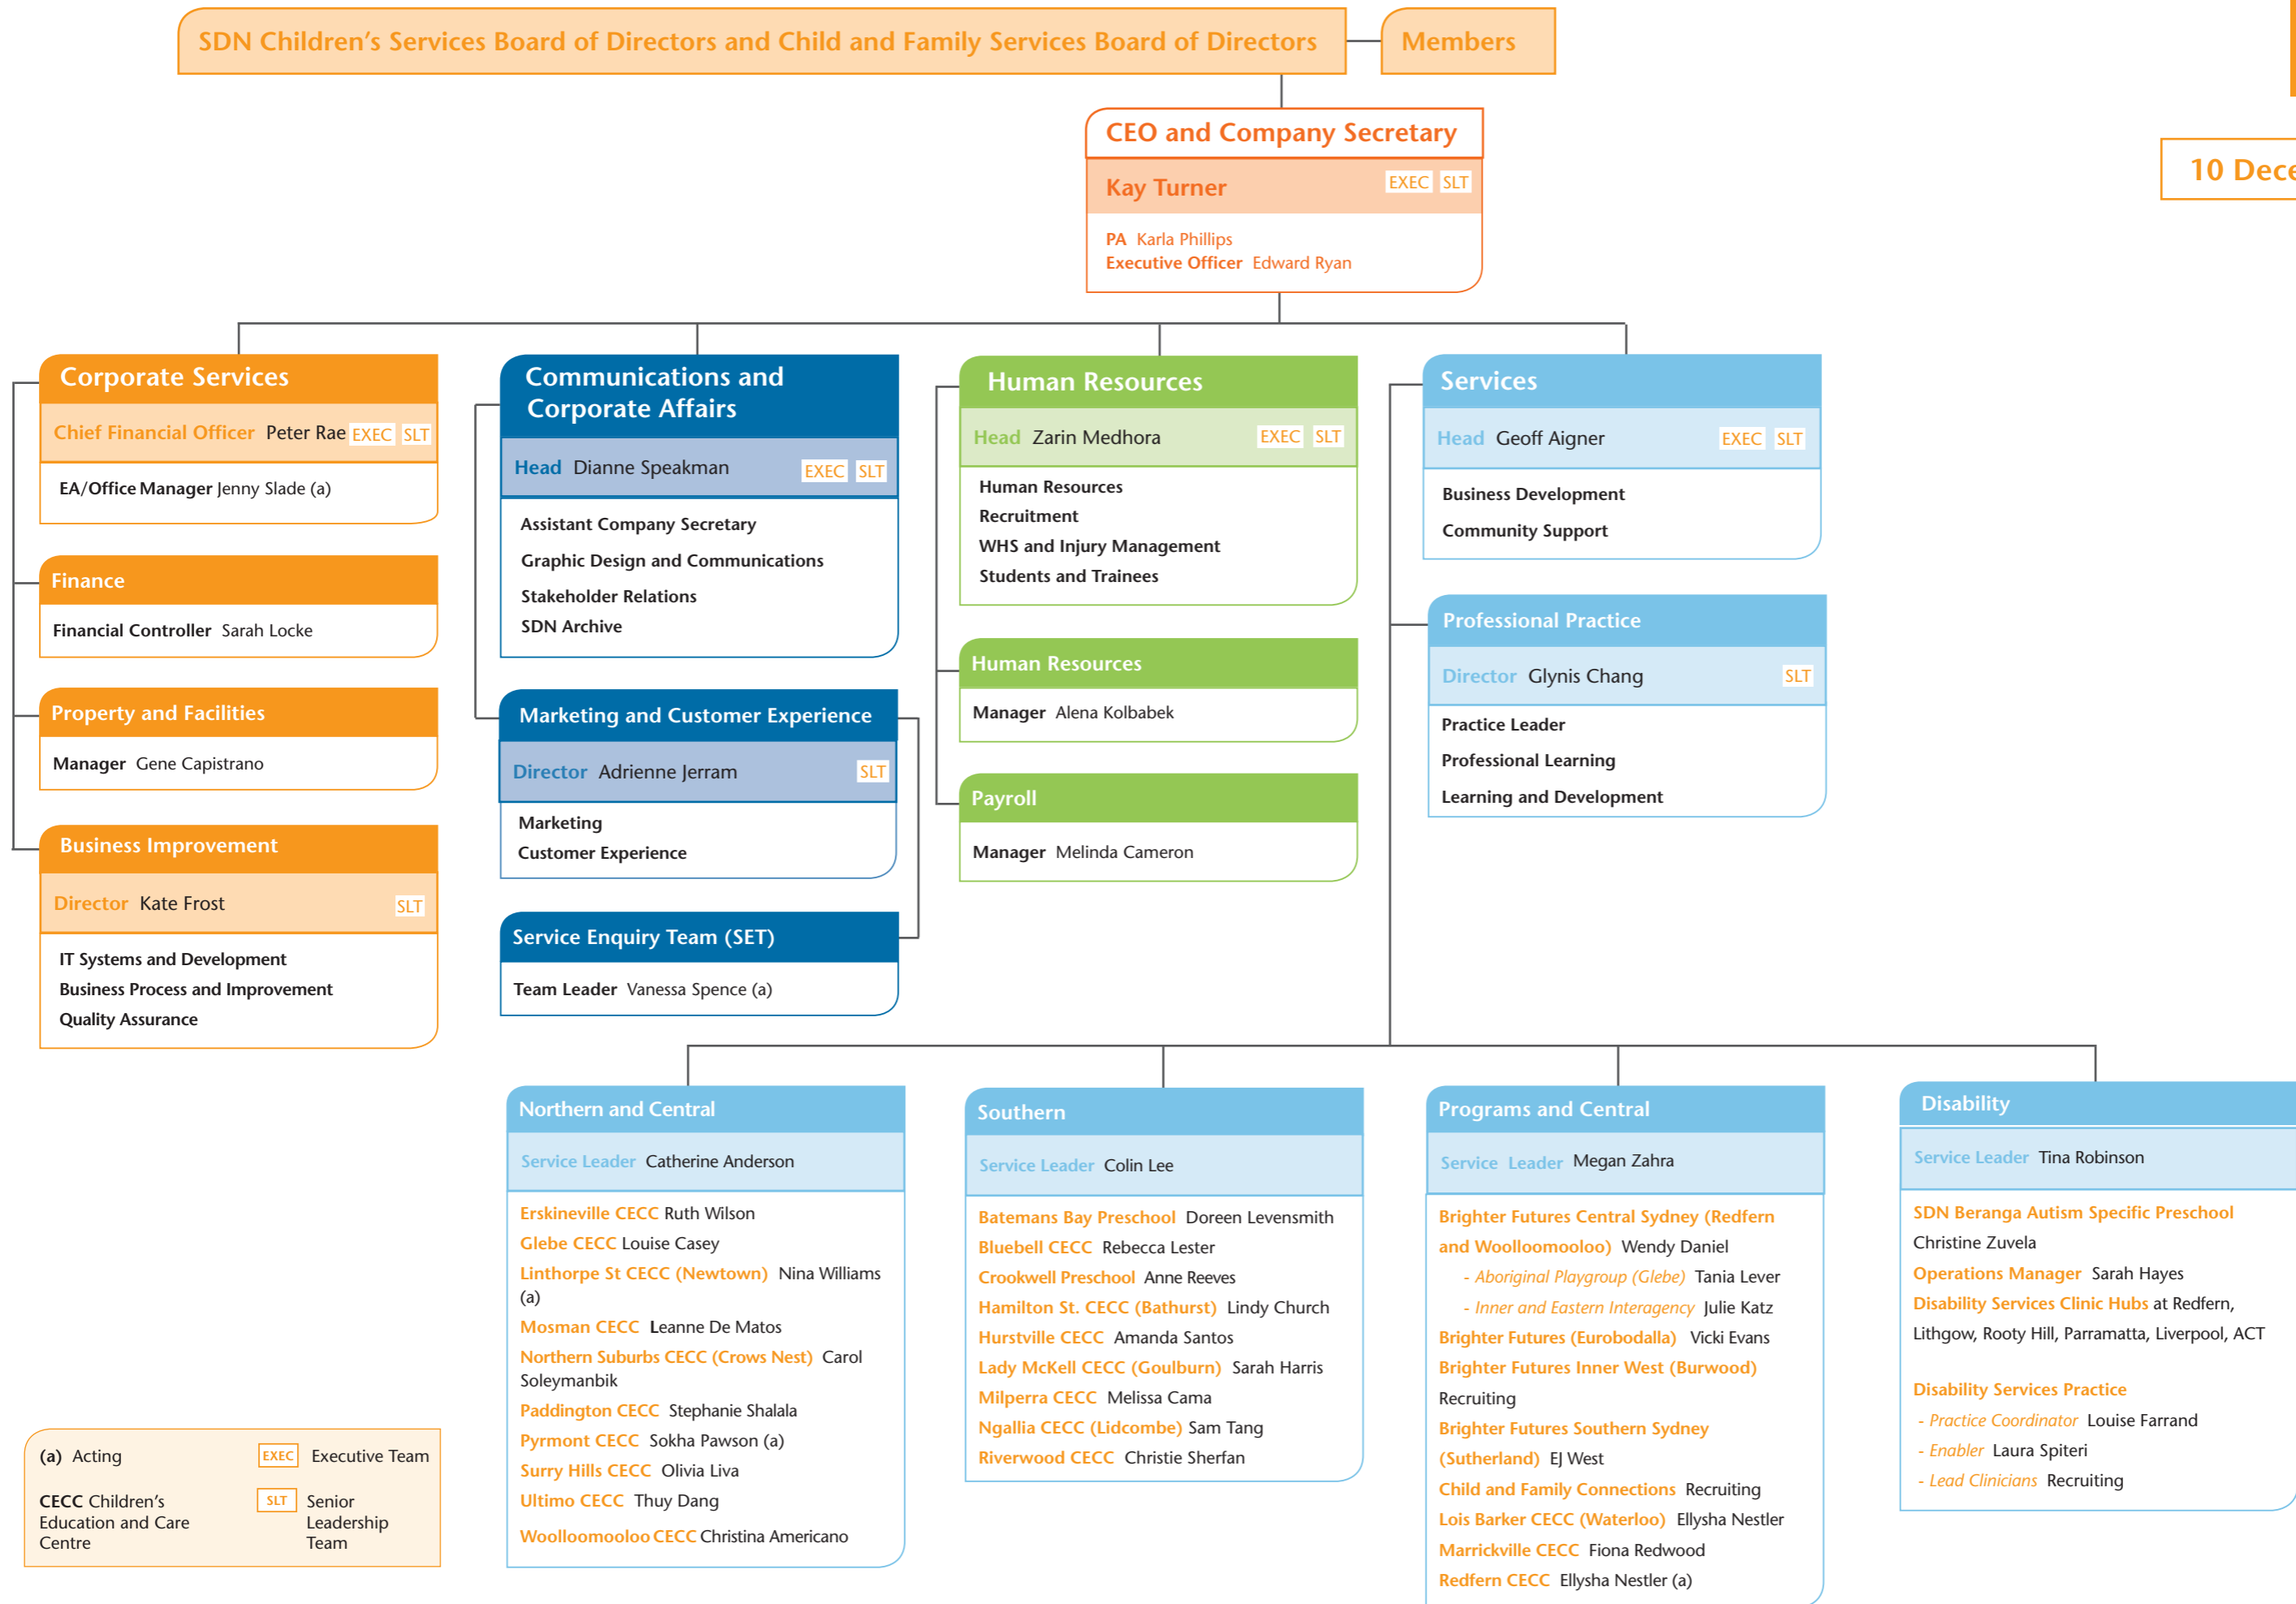 SDN Children's Services Board of Directors and Child and Family Services Board of Directors
Members
CEO and Company Secretary
Kay Turner EXEC SLT
PA Karla Phillips
Executive Officer Edward Ryan
10 Dece
Corporate Services
Chief Financial Officer Peter Rae EXEC SLT
EA/Office Manager Jenny Slade (a)
Finance
Financial Controller Sarah Locke
Property and Facilities
Manager Gene Capistrano
Business Improvement
Director Kate Frost SLT
IT Systems and Development
Business Process and Improvement
Quality Assurance
Communications and
Corporate Affairs
Head Dianne Speakman EXEC SLT
Assistant Company Secretary
Graphic Design and Communications
Stakeholder Relations
SDN Archive
Marketing and Customer Experience
Director Adrienne Jerram SLT
Marketing
Customer Experience
Service Enquiry Team (SET)
Team Leader Vanessa Spence (a)
Human Resources
Head Zarin Medhora EXEC SLT
Human Resources
Recruitment
WHS and Injury Management
Students and Trainees
Human Resources
Manager Alena Kolbabek
Payroll
Manager Melinda Cameron
Services
Head Geoff Aigner EXEC SLT
Business Development
Community Support
Professional Practice
Director Glynis Chang SLT
Practice Leader
Professional Learning
Learning and Development
Northern and Central
Service Leader Catherine Anderson
Erskineville CECC Ruth Wilson
Glebe CECC Louise Casey
Linthorpe St CECC (Newtown) Nina Williams
(a)
Mosman CECC Leanne De Matos
Northern Suburbs CECC (Crows Nest) Carol
Soleymanbik
Paddington CECC Stephanie Shalala
Pyrmont CECC Sokha Pawson (a)
Surry Hills CECC Olivia Liva
Ultimo CECC Thuy Dang
Woolloomooloo CECC Christina Americano
Southern
Service Leader Colin Lee
Batemans Bay Preschool Doreen Levensmith
Bluebell CECC Rebecca Lester
Crookwell Preschool Anne Reeves
Hamilton St. CECC (Bathurst) Lindy Church
Hurstville CECC Amanda Santos
Lady McKell CECC (Goulburn) Sarah Harris
Milperra CECC Melissa Cama
Ngallia CECC (Lidcombe) Sam Tang
Riverwood CECC Christie Sherfan
Programs and Central
Service Leader Megan Zahra
Brighter Futures Central Sydney (Redfern
and Woolloomooloo) Wendy Daniel
- Aboriginal Playgroup (Glebe) Tania Lever
- Inner and Eastern Interagency Julie Katz
Brighter Futures (Eurobodalla) Vicki Evans
Brighter Futures Inner West (Burwood)
Recruiting
Brighter Futures Southern Sydney
(Sutherland) EJ West
Child and Family Connections Recruiting
Lois Barker CECC (Waterloo) Ellysha Nestler
Marrickville CECC Fiona Redwood
Redfern CECC Ellysha Nestler (a)
Disability
Service Leader Tina Robinson
SDN Beranga Autism Specific Preschool
Christine Zuvela
Operations Manager Sarah Hayes
Disability Services Clinic Hubs at Redfern,
Lithgow, Rooty Hill, Parramatta, Liverpool, ACT
Disability Services Practice
- Practice Coordinator Louise Farrand
- Enabler Laura Spiteri
- Lead Clinicians Recruiting
(a) Acting
EXEC Executive Team
CECC Children's
Education and Care
Centre
SLT Senior
Leadership
Team